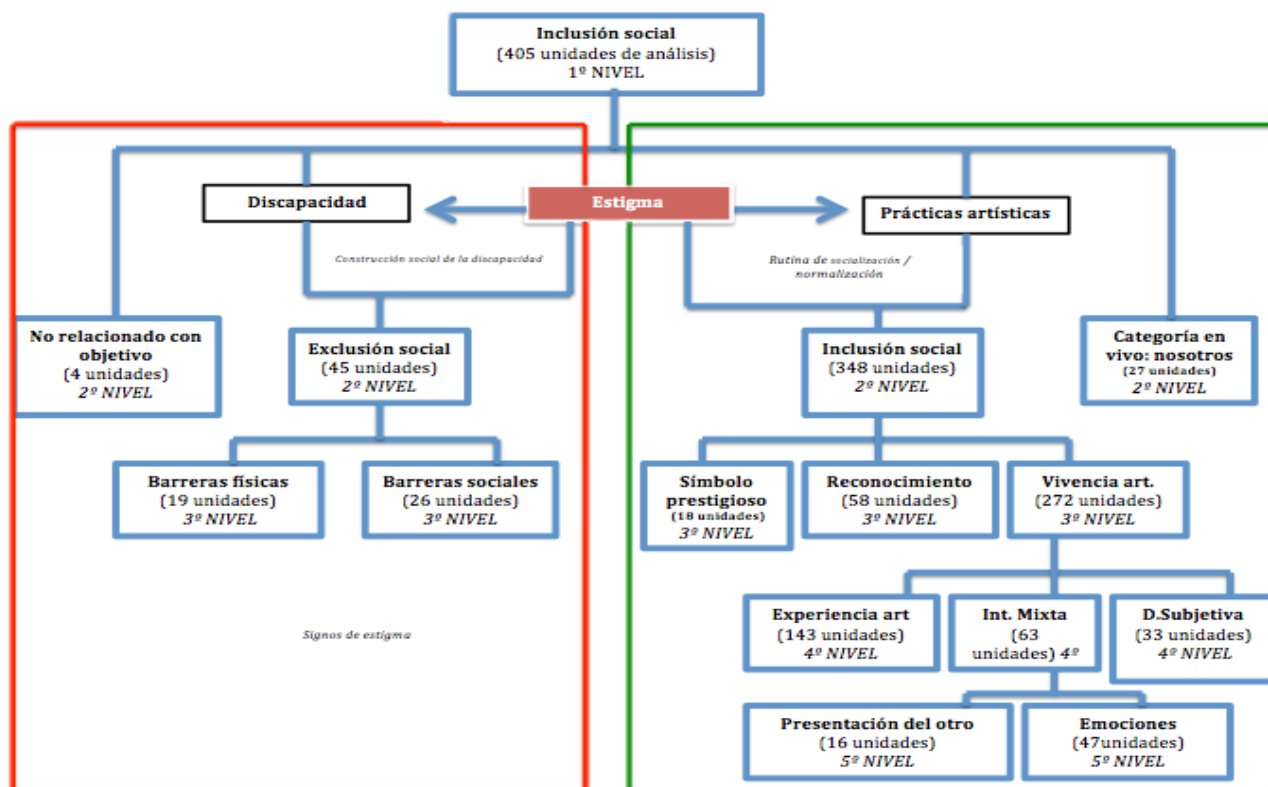 Inclusión social
(405 unidades de análisis)
1º NIVEL
Discapacidad
Estigma
Prácticas artísticas
Construcción social de la discapacidad
Rutina de socialización /
normalización
No relacionado con
objetivo
(4 unidades)
2º NIVEL
Exclusión social
(45 unidades)
2º NIVEL
Inclusión social
(348 unidades)
2º NIVEL
Categoría en
vivo: nosotros
(27 unidades)
2º NIVEL
Barreras físicas
(19 unidades)
3º NIVEL
Barreras sociales
(26 unidades)
3º NIVEL
Símbolo
prestigioso
(18 unidades)
3º NIVEL
Reconocimiento
(58 unidades)
3º NIVEL
Vivencia art.
(272 unidades)
3º NIVEL
Signos de estigma
Experiencia art
(143 unidades)
4º NIVEL
Int. Mixta
(63
unidades) 4º
D.Subjetiva
(33 unidades)
4º NIVEL
Presentación del otro
(16 unidades)
5º NIVEL
Emociones
(47unidades)
5º NIVEL